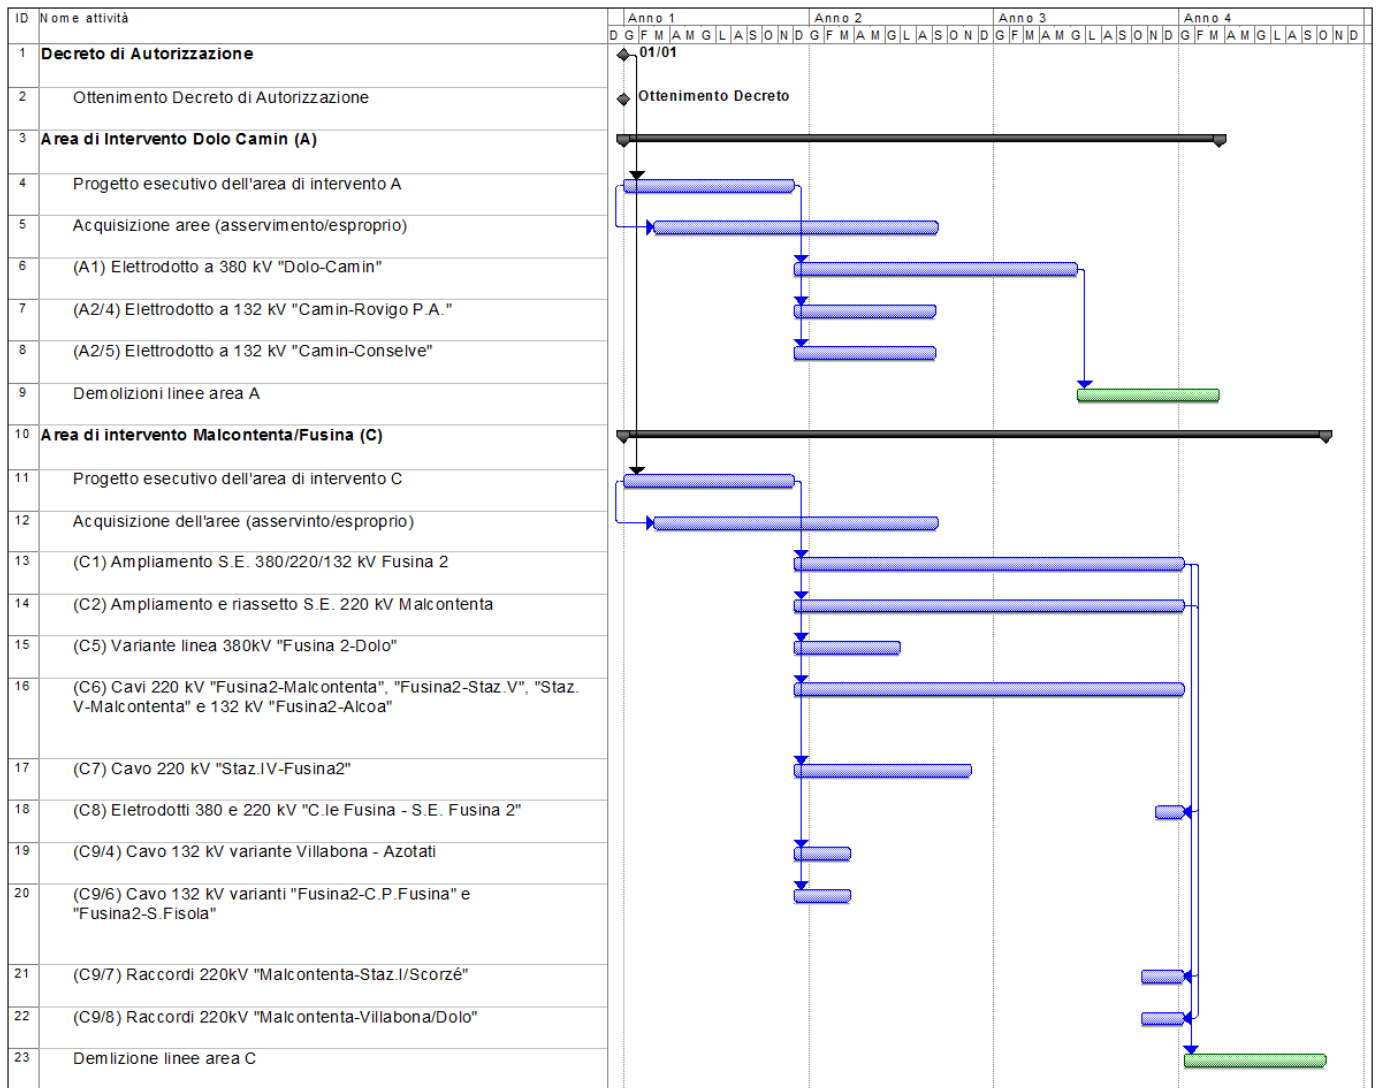 ID Nome attività Anno 1 Anno 2 Anno 3 Anno 4
D G F M A M G L A S O N D G F M A M G L A S O N D G F M A M G L A S O N D G F M A M G L A S O N D
1 Decreto di Autorizzazione 01/01
2 Ottenimento Decreto di Autorizzazione Ottenimento Decreto
3 Area di Intervento Dolo Camin (A)
4 Progetto esecutivo dell'area di intervento A
5 Acquisizione aree (asservimento/esproprio)
6 (A1) Elettrodotto a 380 kV "Dolo-Camin"
7 (A2/4) Elettrodotto a 132 kV "Camin-Rovigo P.A."
8 (A2/5) Elettrodotto a 132 kV "Camin-Conselve"
9 Demolizioni linee area A
10 Area di intervento Malcontenta/Fusina (C)
11 Progetto esecutivo dell'area di intervento C
12 Acquisizione dell'aree (asservinto/esproprio)
13 (C1) Ampliamento S.E. 380/220/132 kV Fusina 2
14 (C2) Ampliamento e riassetto S.E. 220 kV Malcontenta
15 (C5) Variante linea 380kV "Fusina 2-Dolo"
16 (C6) Cavi 220 kV "Fusina2-Malcontenta", "Fusina2-Staz.V", "Staz.
V-Malcontenta" e 132 kV "Fusina2-Alcoa"
17 (C7) Cavo 220 kV "Staz.IV-Fusina2"
18 (C8) Eletrodotti 380 e 220 kV "C.le Fusina - S.E. Fusina 2"
19 (C9/4) Cavo 132 kV variante Villabona - Azotati
20 (C9/6) Cavo 132 kV varianti "Fusina2-C.P.Fusina" e
"Fusina2-S.Fisola"
21 (C9/7) Raccordi 220kV "Malcontenta-Staz.I/Scorzé"
22 (C9/8) Raccordi 220kV "Malcontenta-Villabona/Dolo"
23 Demlizione linee area C